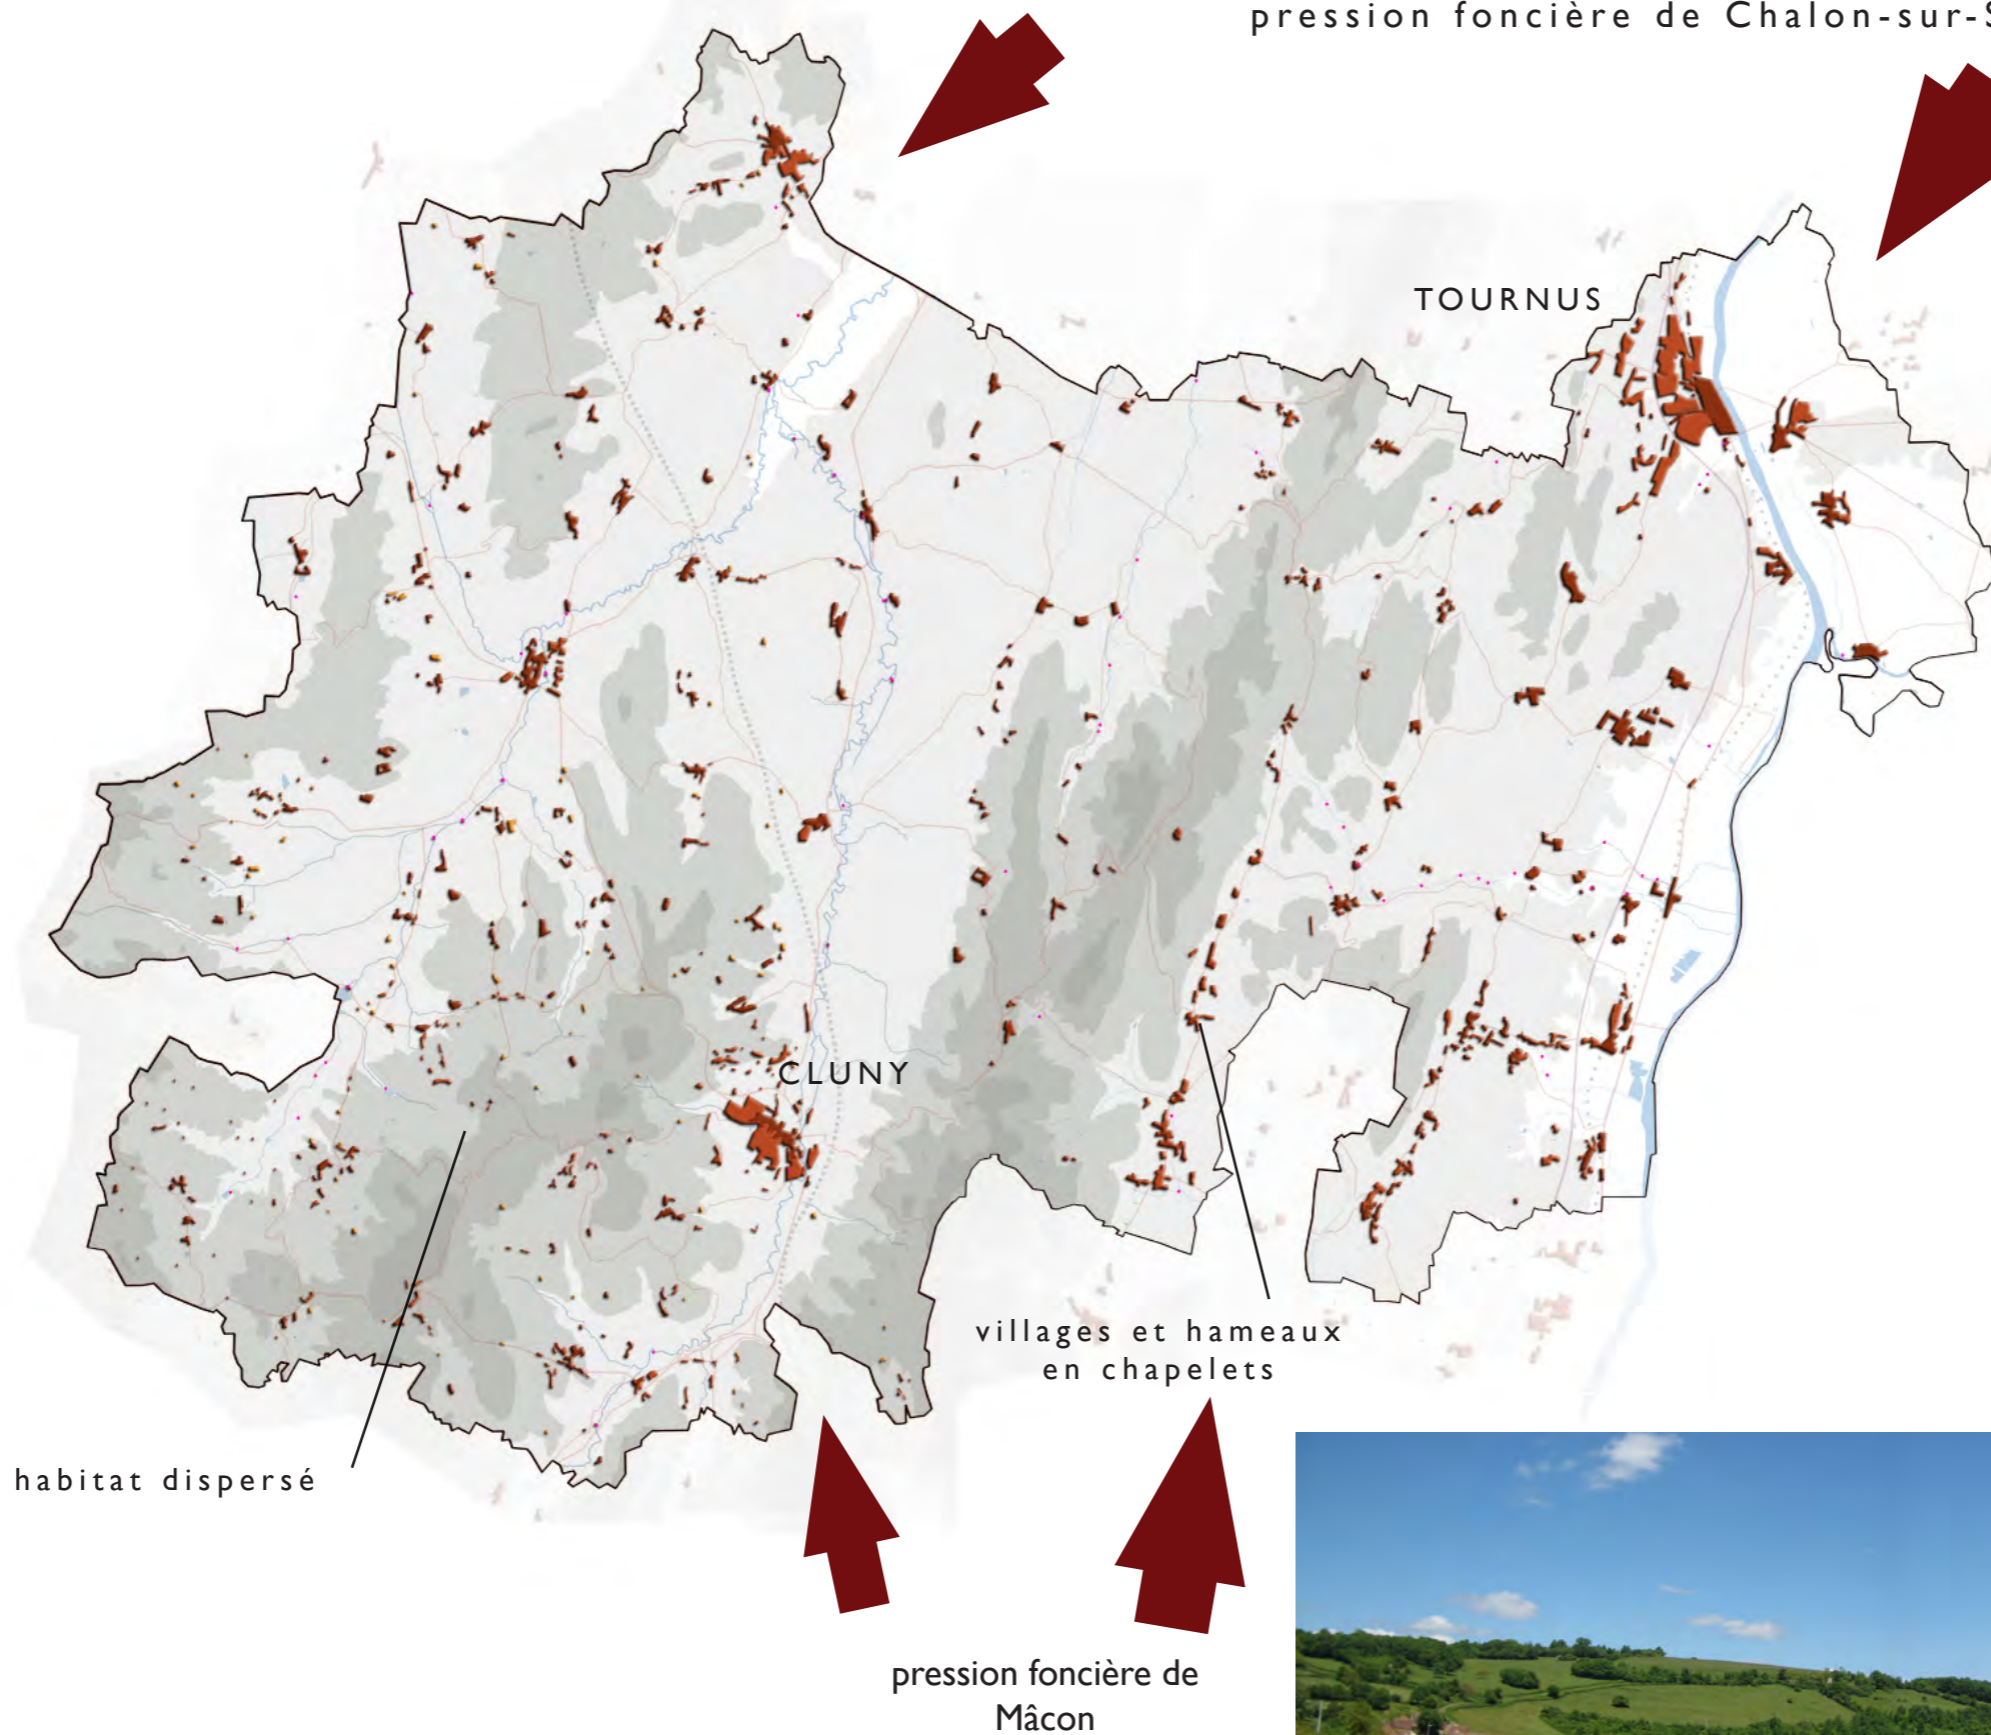 pression foncière de Chalon-sur-S
TOURNUS
CLUNY
villages et hameaux
en chapelets
habitat dispersé
pression foncière de
Mâcon